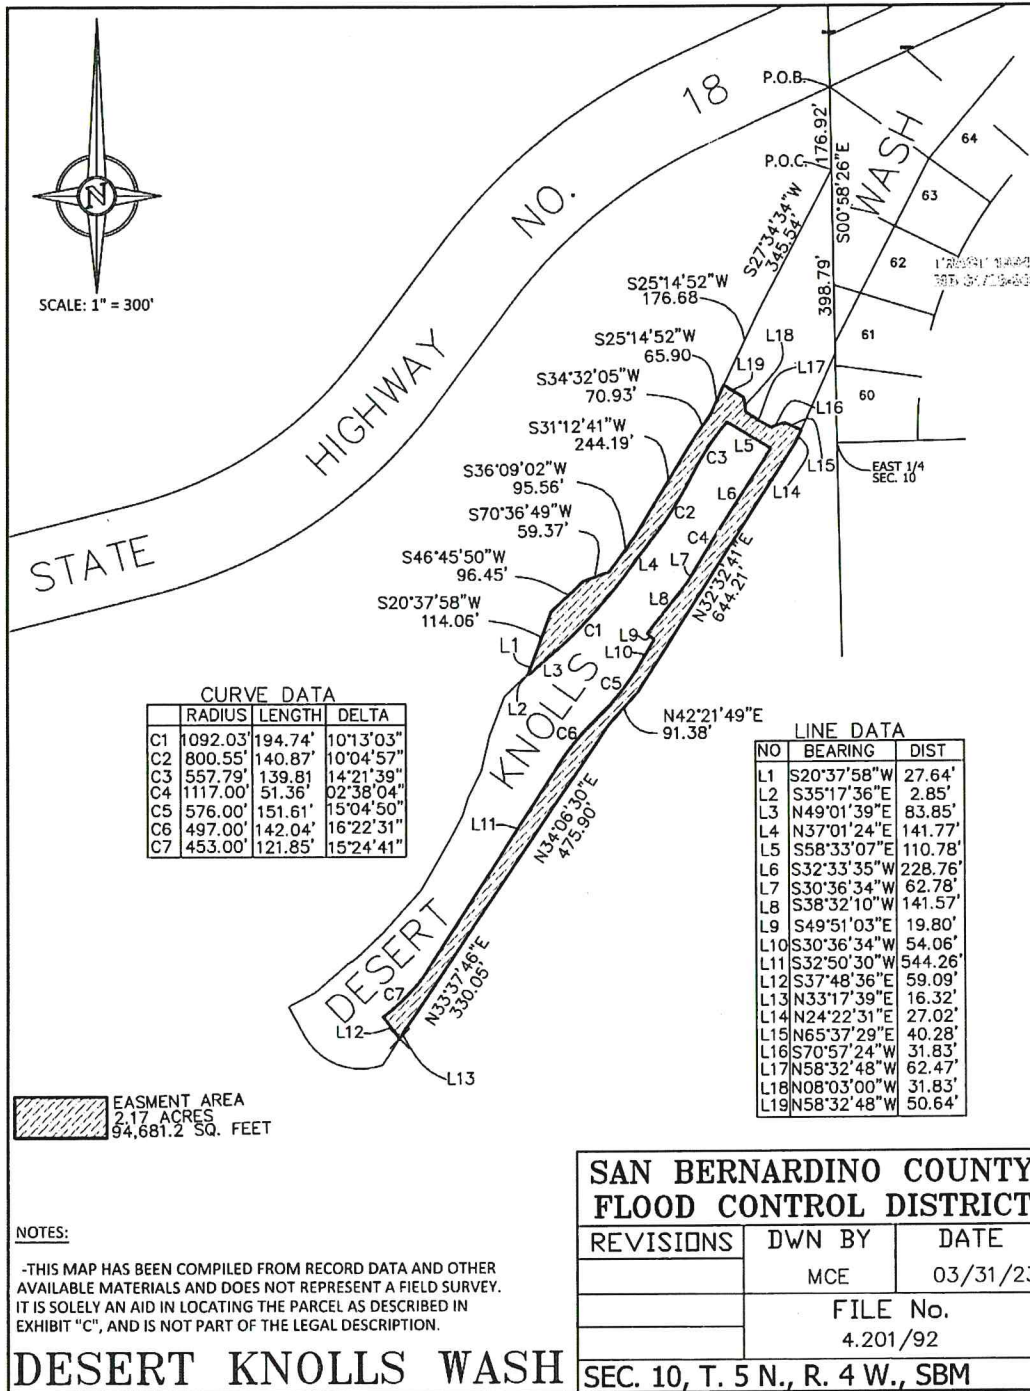 N
SCALE: 1" = 300'
STATE HIGHWAY NO. 18
P.O.B.
176.92'
P.O.C.
S00°58'26"E
398.79'
WASH
64
63
62
61
60
S27°34'34"W
345.54'
S25°14'52"W
176.68
S25°14'52"W
65.90
S34°32'05"W
70.93'
S31°12'41"W
244.19'
S36°09'02"W
95.56'
S70°36'49"W
59.37'
S46°45'50"W
96.45'
S20°37'58"W
114.06'
L18
L19
L17
L16
L5
L15
L14
EAST 1/4
SEC. 10
C3
L6
C2
C4
L7
L4
L8
N32°32'41"E
644.21'
C1
L9
L10
L1
L3
L2
C5
N42°21'49"E
91.38'
C6
DESERT KNOLLS
L11
N34°06'30"E
475.90'
C7
N33°37'46"E
330.05'
L12
L13
CURVE DATA
RADIUS LENGTH DELTA
C1 1092.03' 194.74' 10°13'03"
C2 800.55' 140.87' 10°04'57"
C3 557.79' 139.81 14°21'39"
C4 1117.00' 51.36' 02°38'04"
C5 576.00' 151.61' 15°04'50"
C6 497.00' 142.04' 16°22'31"
C7 453.00' 121.85' 15°24'41"
LINE DATA
NO BEARING DIST
L1 S20°37'58"W 27.64'
L2 S35°17'36"E 2.85'
L3 N49°01'39"E 83.85'
L4 N37°01'24"E 141.77'
L5 S58°33'07"E 110.78'
L6 S32°33'35"W 228.76'
L7 S30°36'34"W 62.78'
L8 S38°32'10"W 141.57'
L9 S49°51'03"E 19.80'
L10 S30°36'34"W 54.06'
L11 S32°50'30"W 544.26'
L12 S37°48'36"E 59.09'
L13 N33°17'39"E 16.32'
L14 N24°22'31"E 27.02'
L15 N65°37'29"E 40.28'
L16 S70°57'24"W 31.83'
L17 N58°32'48"W 62.47'
L18 N08°03'00"W 31.83'
L19 N58°32'48"W 50.64'
EASMENT AREA
2.17 ACRES
94,681.2 SQ. FEET
NOTES:
-THIS MAP HAS BEEN COMPILED FROM RECORD DATA AND OTHER
AVAILABLE MATERIALS AND DOES NOT REPRESENT A FIELD SURVEY.
IT IS SOLELY AN AID IN LOCATING THE PARCEL AS DESCRIBED IN
EXHIBIT "C", AND IS NOT PART OF THE LEGAL DESCRIPTION.
DESERT KNOLLS WASH
SAN BERNARDINO COUNTY
FLOOD CONTROL DISTRICT
REVISIONS DWN BY DATE
MCE 03/31/23
FILE No.
4.201/92
SEC. 10, T. 5 N., R. 4 W., SBM